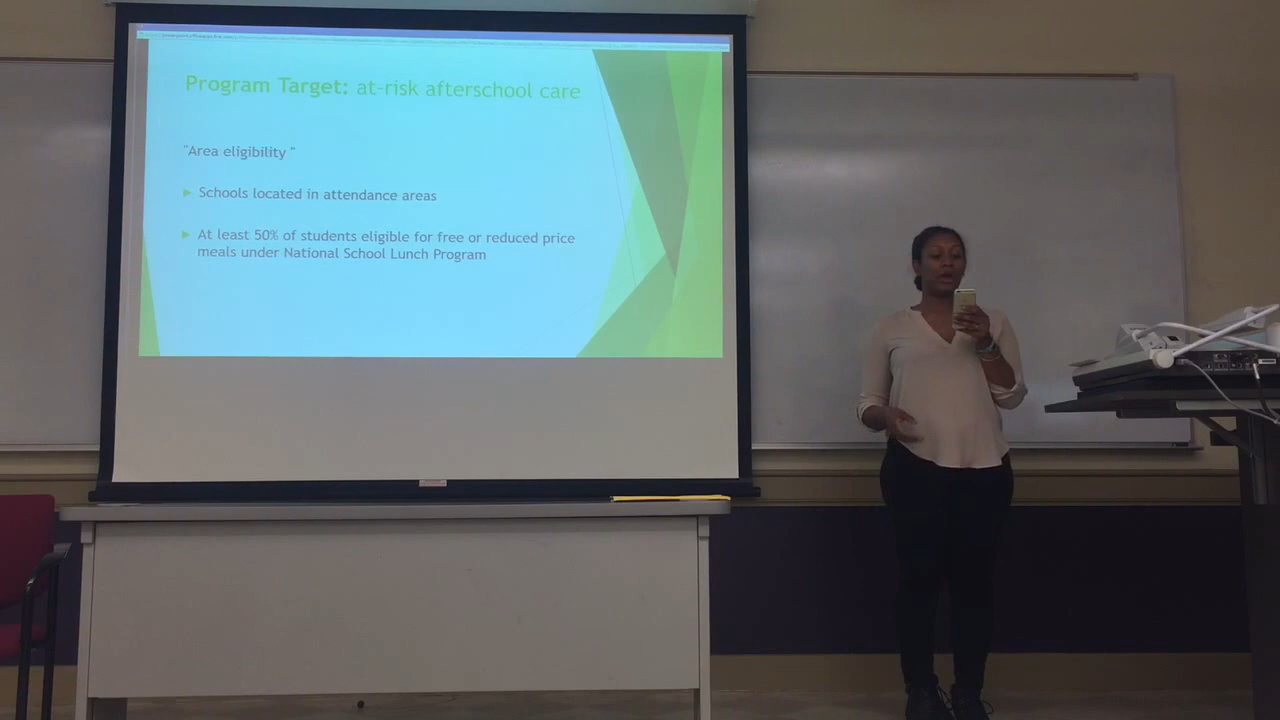 Program Target: at-risk afterschool care
"Area eligibility "
Schools located in attendance areas
At least 50% of students eligible for free or reduced price
meals under National School Lunch Program